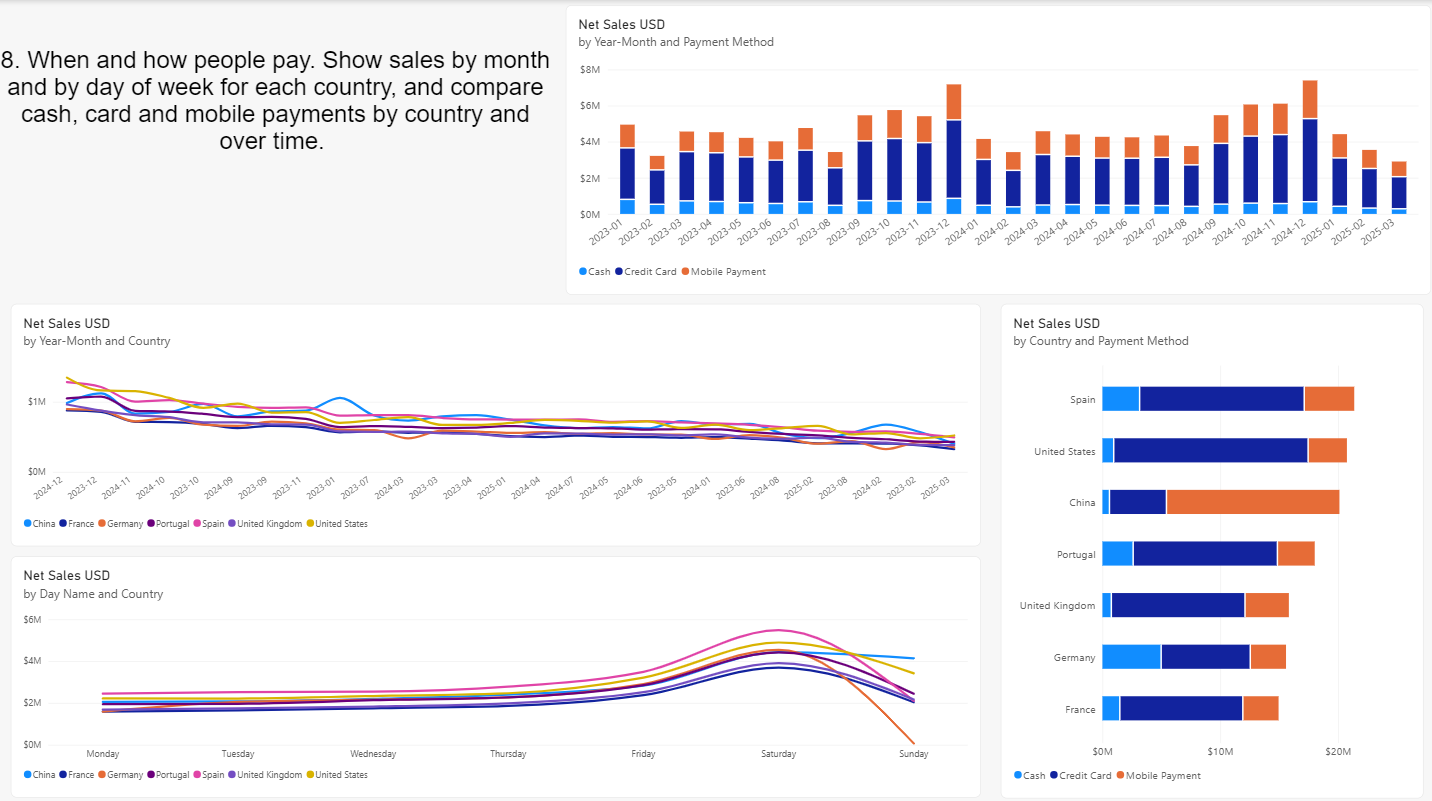 8. When and how people pay. Show sales by month
and by day of week for each country, and compare
cash, card and mobile payments by country and
over time.
Net Sales USD
by Year-Month and Payment Method
$8M
$6M
$4M
$2M
$0M
2023-01 2023-02 2023-03 2023-04 2023-05 2023-06 2023-07 2023-08 2023-09 2023-10 2023-11 2023-12 2024-01 2024-02 2024-03 2024-04 2024-05 2024-06 2024-07 2024-08 2024-09 2024-10 2024-11 2024-12 2025-01 2025-02 2025-03
Cash Credit Card Mobile Payment
Net Sales USD
by Year-Month and Country
$1M
$0M
2024-12 2023-12 2024-11 2024-10 2023-10 2024-09 2023-09 2023-11 2023-01 2023-07 2024-03 2023-03 2023-04 2025-01 2024-04 2024-07 2024-05 2024-06 2023-05 2024-01 2023-06 2024-08 2025-02 2023-08 2024-02 2023-02 2025-03
China France Germany Portugal Spain United Kingdom United States
Net Sales USD
by Day Name and Country
$6M
$4M
$2M
$0M
Monday Tuesday Wednesday Thursday Friday Saturday Sunday
China France Germany Portugal Spain United Kingdom United States
Net Sales USD
by Country and Payment Method
Spain
United States
China
Portugal
United Kingdom
Germany
France
$0M $10M $20M
Cash Credit Card Mobile Payment